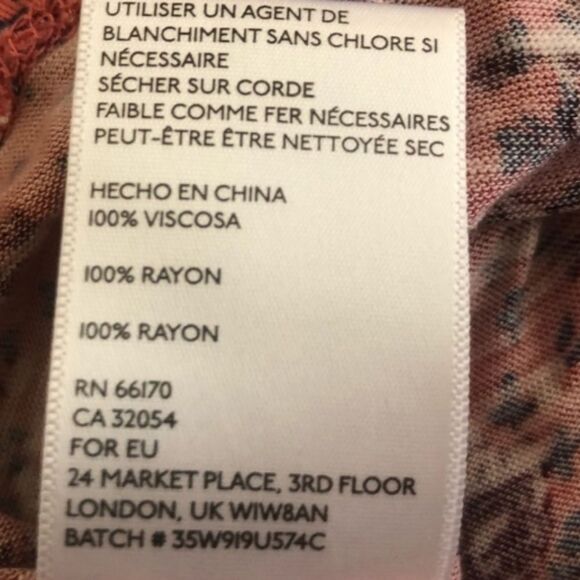 UTILISER UN AGENT DE
BLANCHIMENT SANS CHLORE SI
NÉCESSAIRE
SÉCHER SUR CORDE
FAIBLE COMME FER NÉCESSAIRES
PEUT-ÊTRE ÊTRE NETTOYÉE SEC
HECHO EN CHINA
100% VISCOSA
100% RAYON
100% RAYON
RN 66170
CA 32054
FOR EU
24 MARKET PLACE, 3RD FLOOR
LONDON, UK W1W8AN
BATCH # 35W919U574C